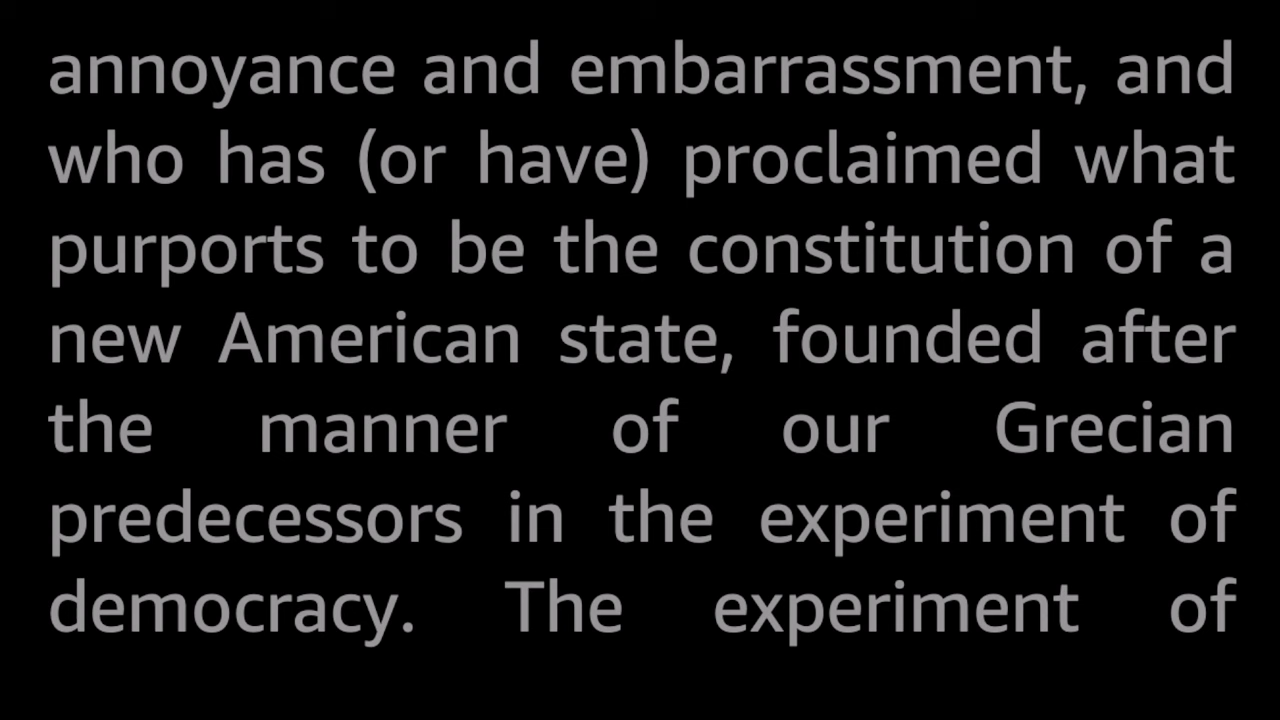 annoyance and embarrassment, and
who has (or have) proclaimed what
purports to be the constitution of a
new American state, founded after
the manner of our Grecian
predecessors in the experiment of
democracy. The experiment of